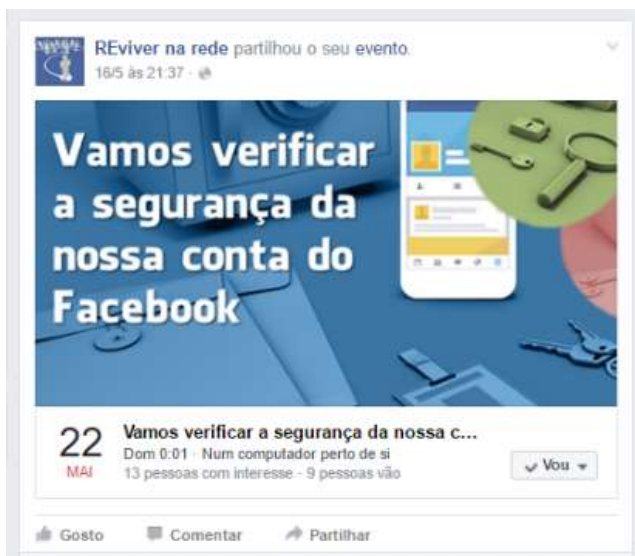 REviver na rede partilhou o seu evento.
16/5 às 21:37 ·
Vamos verificar
a segurança da
nossa conta do
Facebook
22
MAI
Vamos verificar a segurança da nossa c...
Dom 0:01 · Num computador perto de si
13 pessoas com interesse - 9 pessoas vão
Vou
Gosto Comentar Partilhar